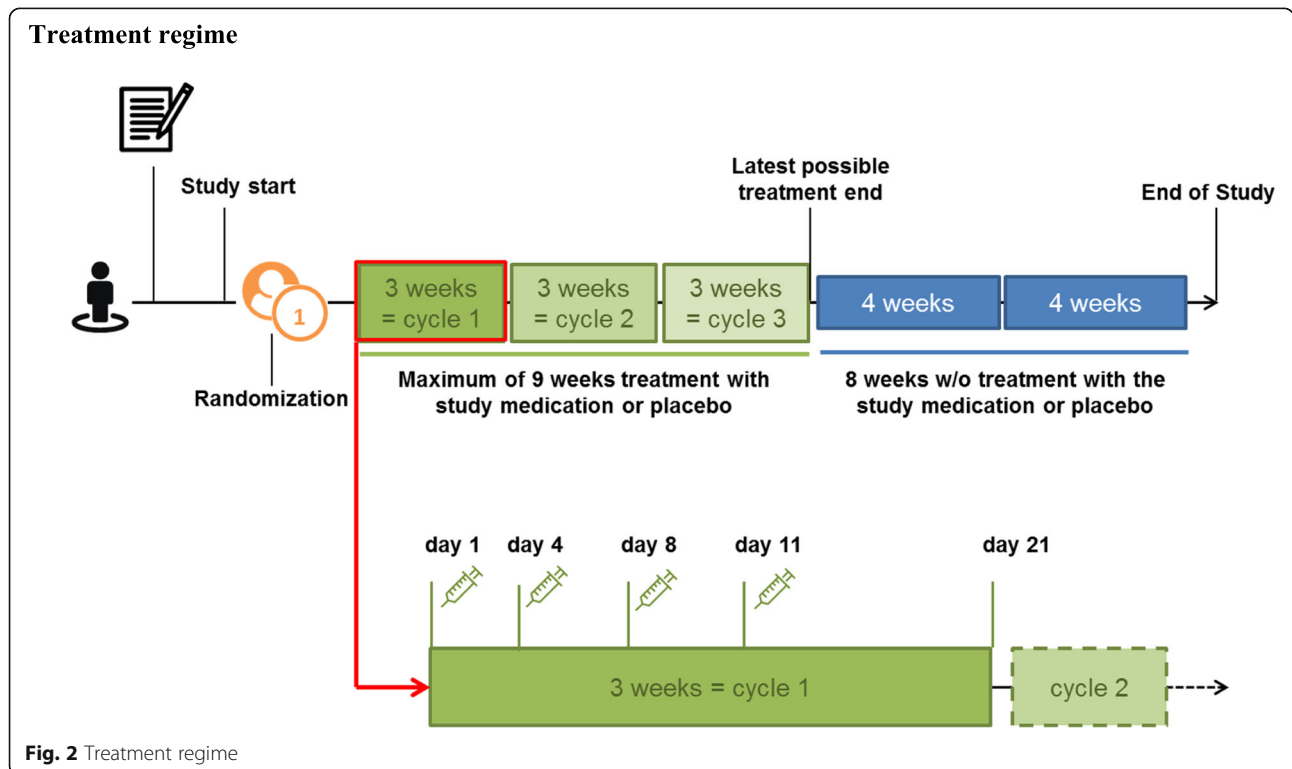 Treatment regime
Study start
Latest possible
treatment end
End of Study
3 weeks
= cycle 1
3 weeks
= cycle 2
3 weeks
= cycle 3
4 weeks
4 weeks
1
Randomization
Maximum of 9 weeks treatment with
study medication or placebo
8 weeks w/o treatment with the
study medication or placebo
day 1
day 4
day 8
day 11
day 21
3 weeks = cycle 1
cycle 2
Fig. 2 Treatment regime